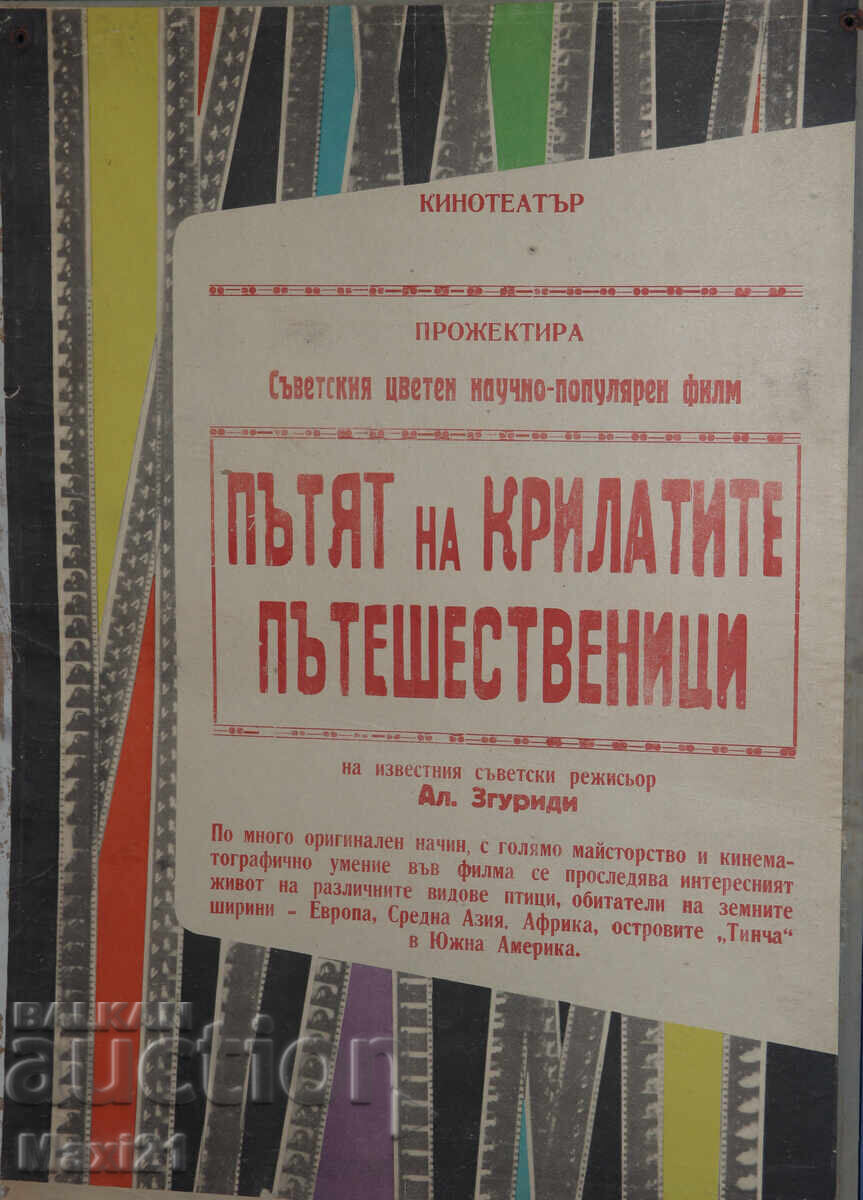 КИНОТЕАТЪР
ПРОЖЕКТИРА
Съветския цветен научно-популярен филм
ПЪТЯТ НА КРИЛАТИТЕ
ПЪТЕШЕСТВЕНИЦИ
на известния съветски режисьор
Ал. Згуриди
По много оригинален начин, с голямо майсторство и кинема-
тографично умение във филма се проследява интересният
живот на различните видове птици, обитатели на земните
ширини – Европа, Средна Азия, Африка, островите „Тинча“
в Южна Америка.
BALKAN
auction
Maxi21